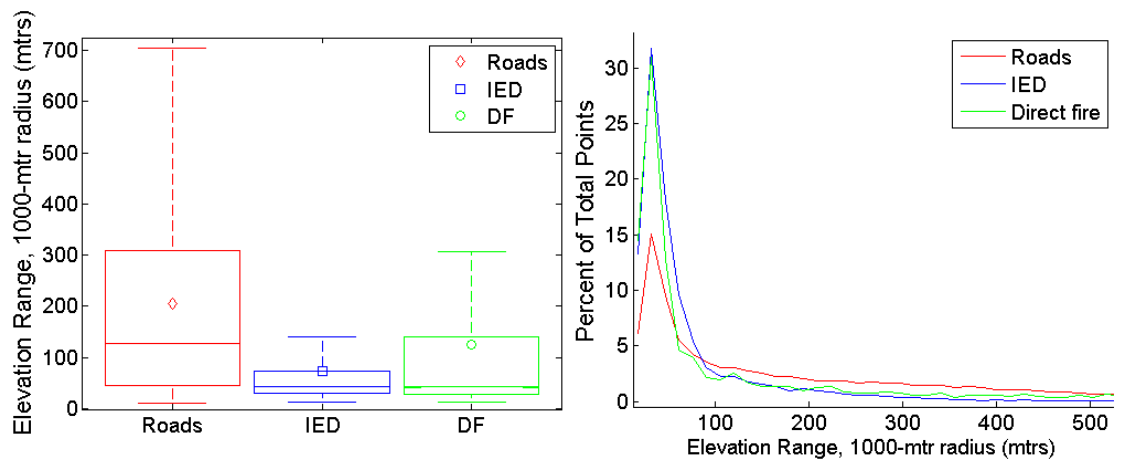 Elevation Range, 1000-mtr radius (mtrs)
700
600
500
400
300
200
100
0
Roads
IED
DF
Roads
IED
DF
Percent of Total Points
30
25
20
15
10
5
0
Roads
IED
Direct fire
100
200
300
400
500
Elevation Range, 1000-mtr radius (mtrs)